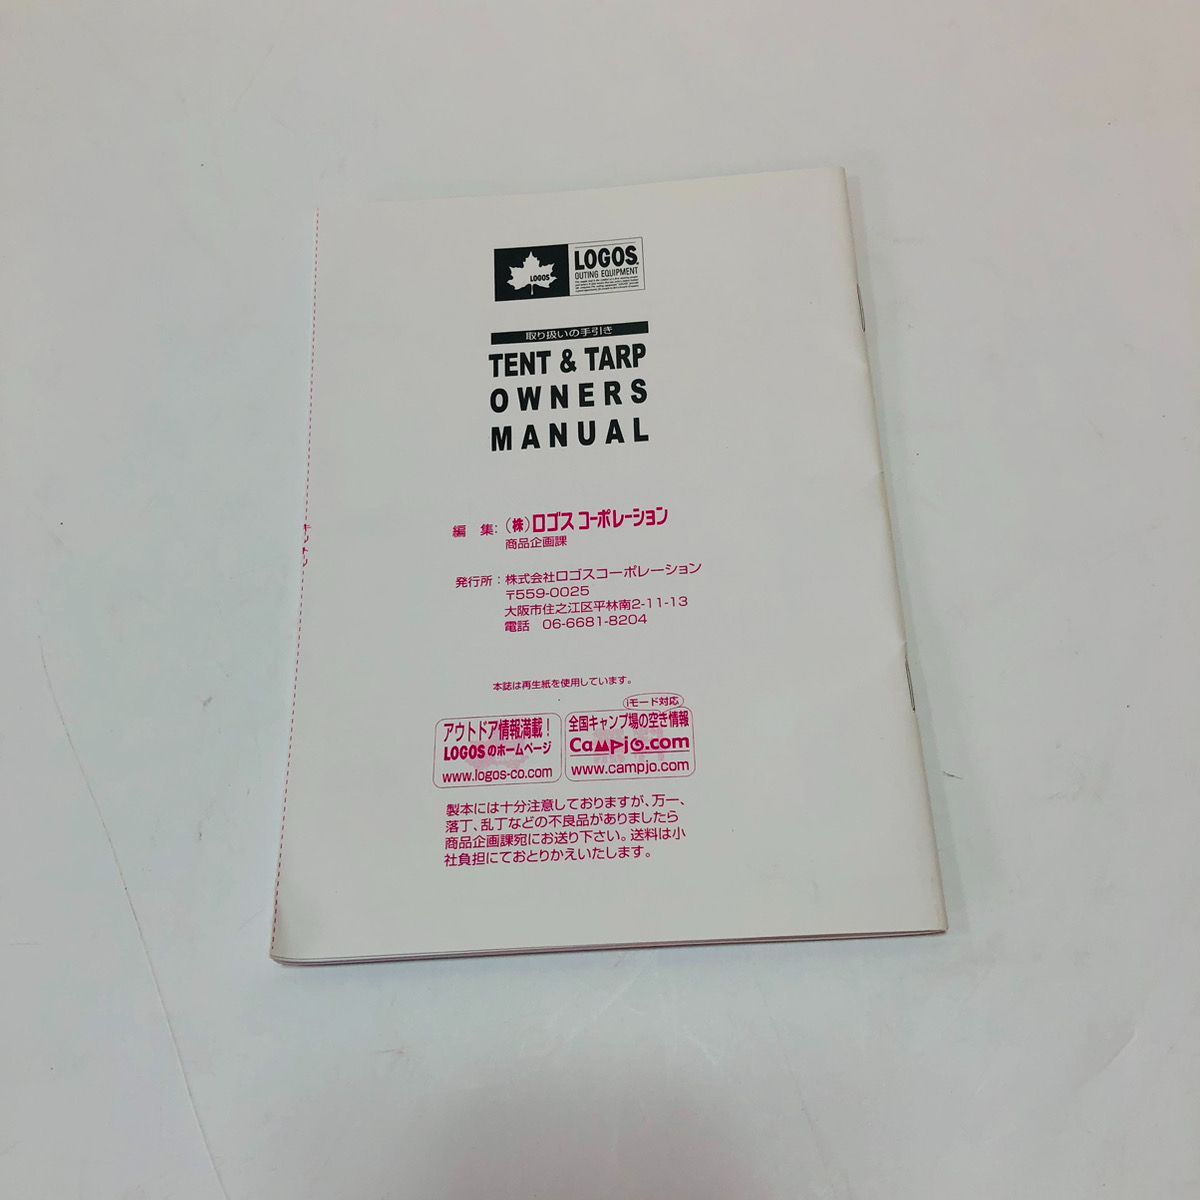 LOGOS
LOGOS
OUTING EQUIPMENT
取り扱いの手引き
TENT & TARP
OWNERS
MANUAL
編 集:(株)ロゴス コーポレーション
商品企画課
発行所:株式会社ロゴスコーポレーション
〒559-0025
大阪市住之江区平林南2-11-13
電話 06-6681-8204
本誌は再生紙を使用しています。
アウトドア情報満載!
LOGOSのホームページ
www.logos-co.com
iモード対応
全国キャンプ場の空き情報
Campjo.com
www.campjo.com
製本には十分注意しておりますが、万一、
落丁、乱丁などの不良品がありましたら
商品企画課宛にお送り下さい。送料は小
社負担にておとりかえいたします。